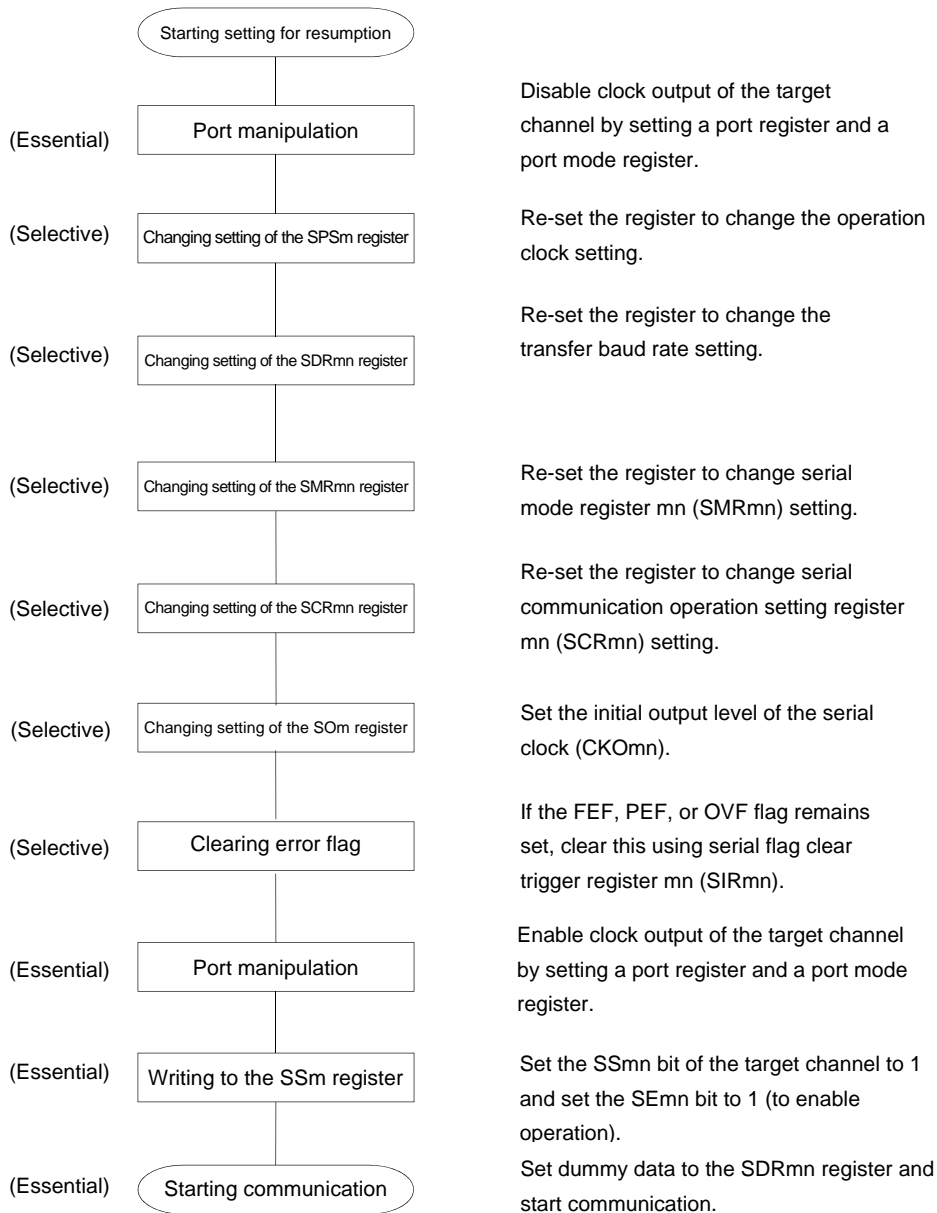 Starting setting for resumption
(Essential)
Port manipulation
Disable clock output of the target
channel by setting a port register and a
port mode register.
(Selective)
Changing setting of the SPSm register
Re-set the register to change the operation
clock setting.
(Selective)
Changing setting of the SDRmn register
Re-set the register to change the
transfer baud rate setting.
(Selective)
Changing setting of the SMRmn register
Re-set the register to change serial
mode register mn (SMRmn) setting.
(Selective)
Changing setting of the SCRmn register
Re-set the register to change serial
communication operation setting register
mn (SCRmn) setting.
(Selective)
Changing setting of the SOm register
Set the initial output level of the serial
clock (CKOmn).
(Selective)
Clearing error flag
If the FEF, PEF, or OVF flag remains
set, clear this using serial flag clear
trigger register mn (SIRmn).
(Essential)
Port manipulation
Enable clock output of the target channel
by setting a port register and a port mode
register.
(Essential)
Writing to the SSm register
Set the SSmn bit of the target channel to 1
and set the SEmn bit to 1 (to enable
operation).
(Essential)
Starting communication
Set dummy data to the SDRmn register and
start communication.